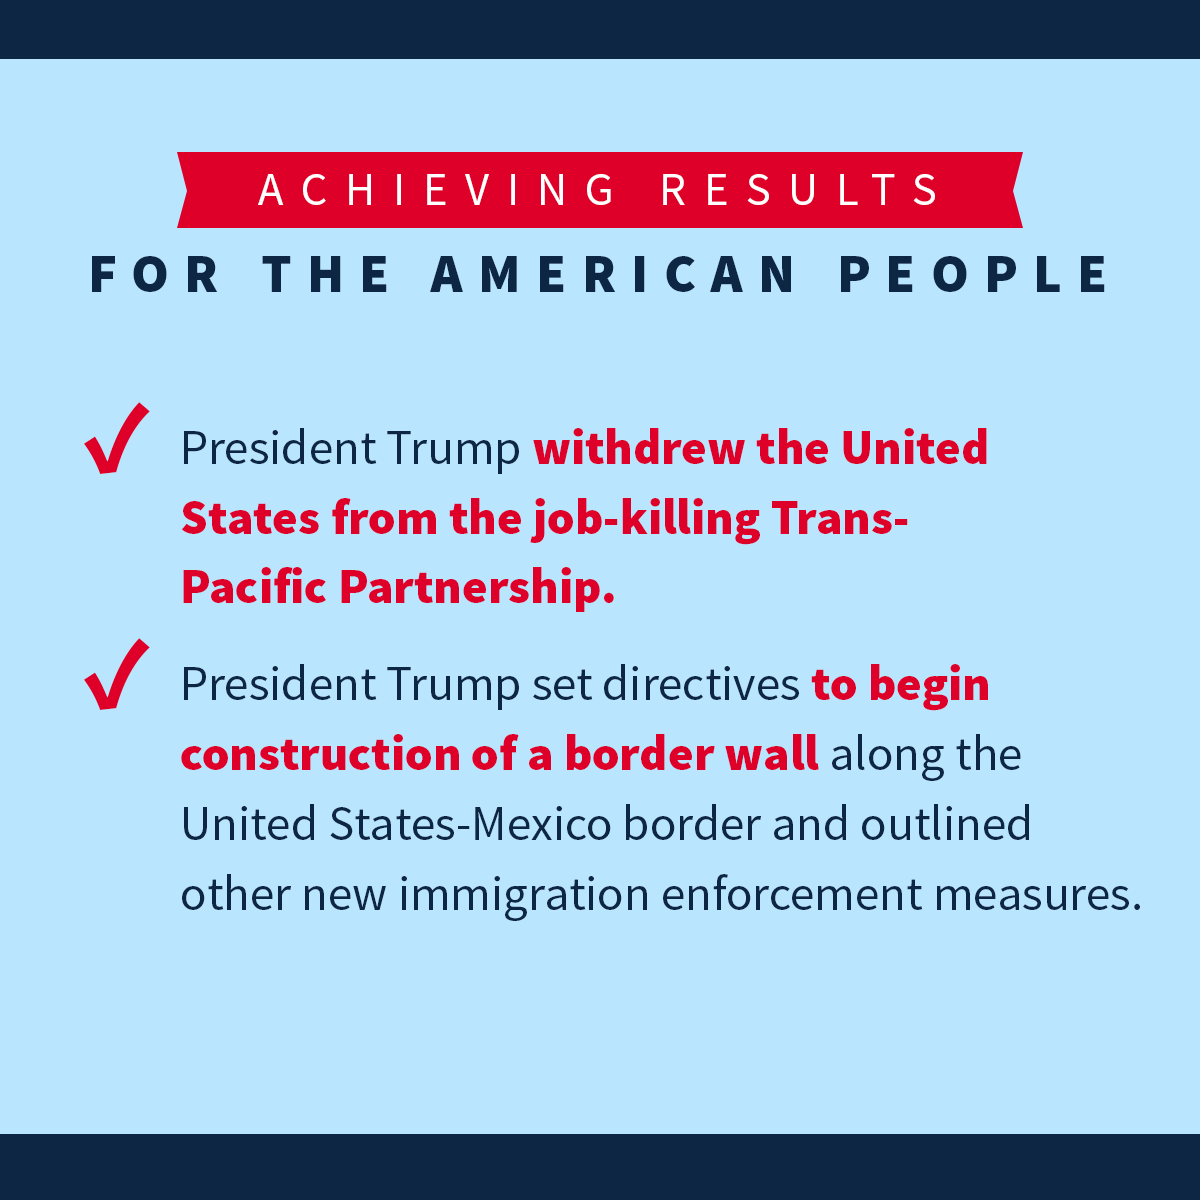 ACHIEVING RESULTS
FOR THE AMERICAN PEOPLE
President Trump withdrew the United
States from the job-killing Trans-
Pacific Partnership.
President Trump set directives to begin
construction of a border wall along the
United States-Mexico border and outlined
other new immigration enforcement measures.